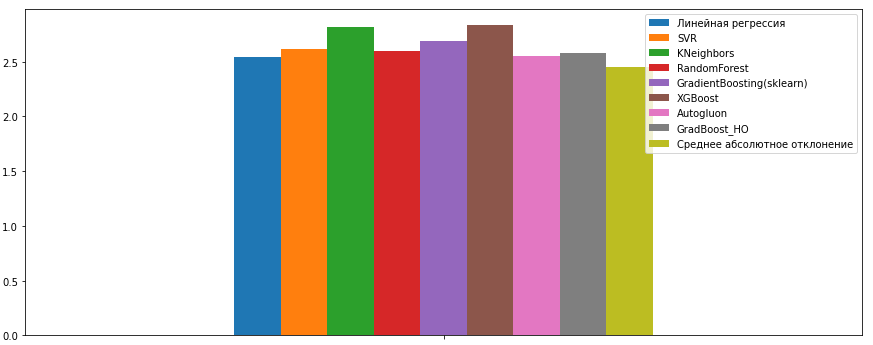 Линейная регрессия
SVR
KNeighbors
RandomForest
GradientBoosting(sklearn)
XGBoost
Autogluon
GradBoost_HO
Среднее абсолютное отклонение
2.5
2.0
1.5
1.0
0.5
0.0